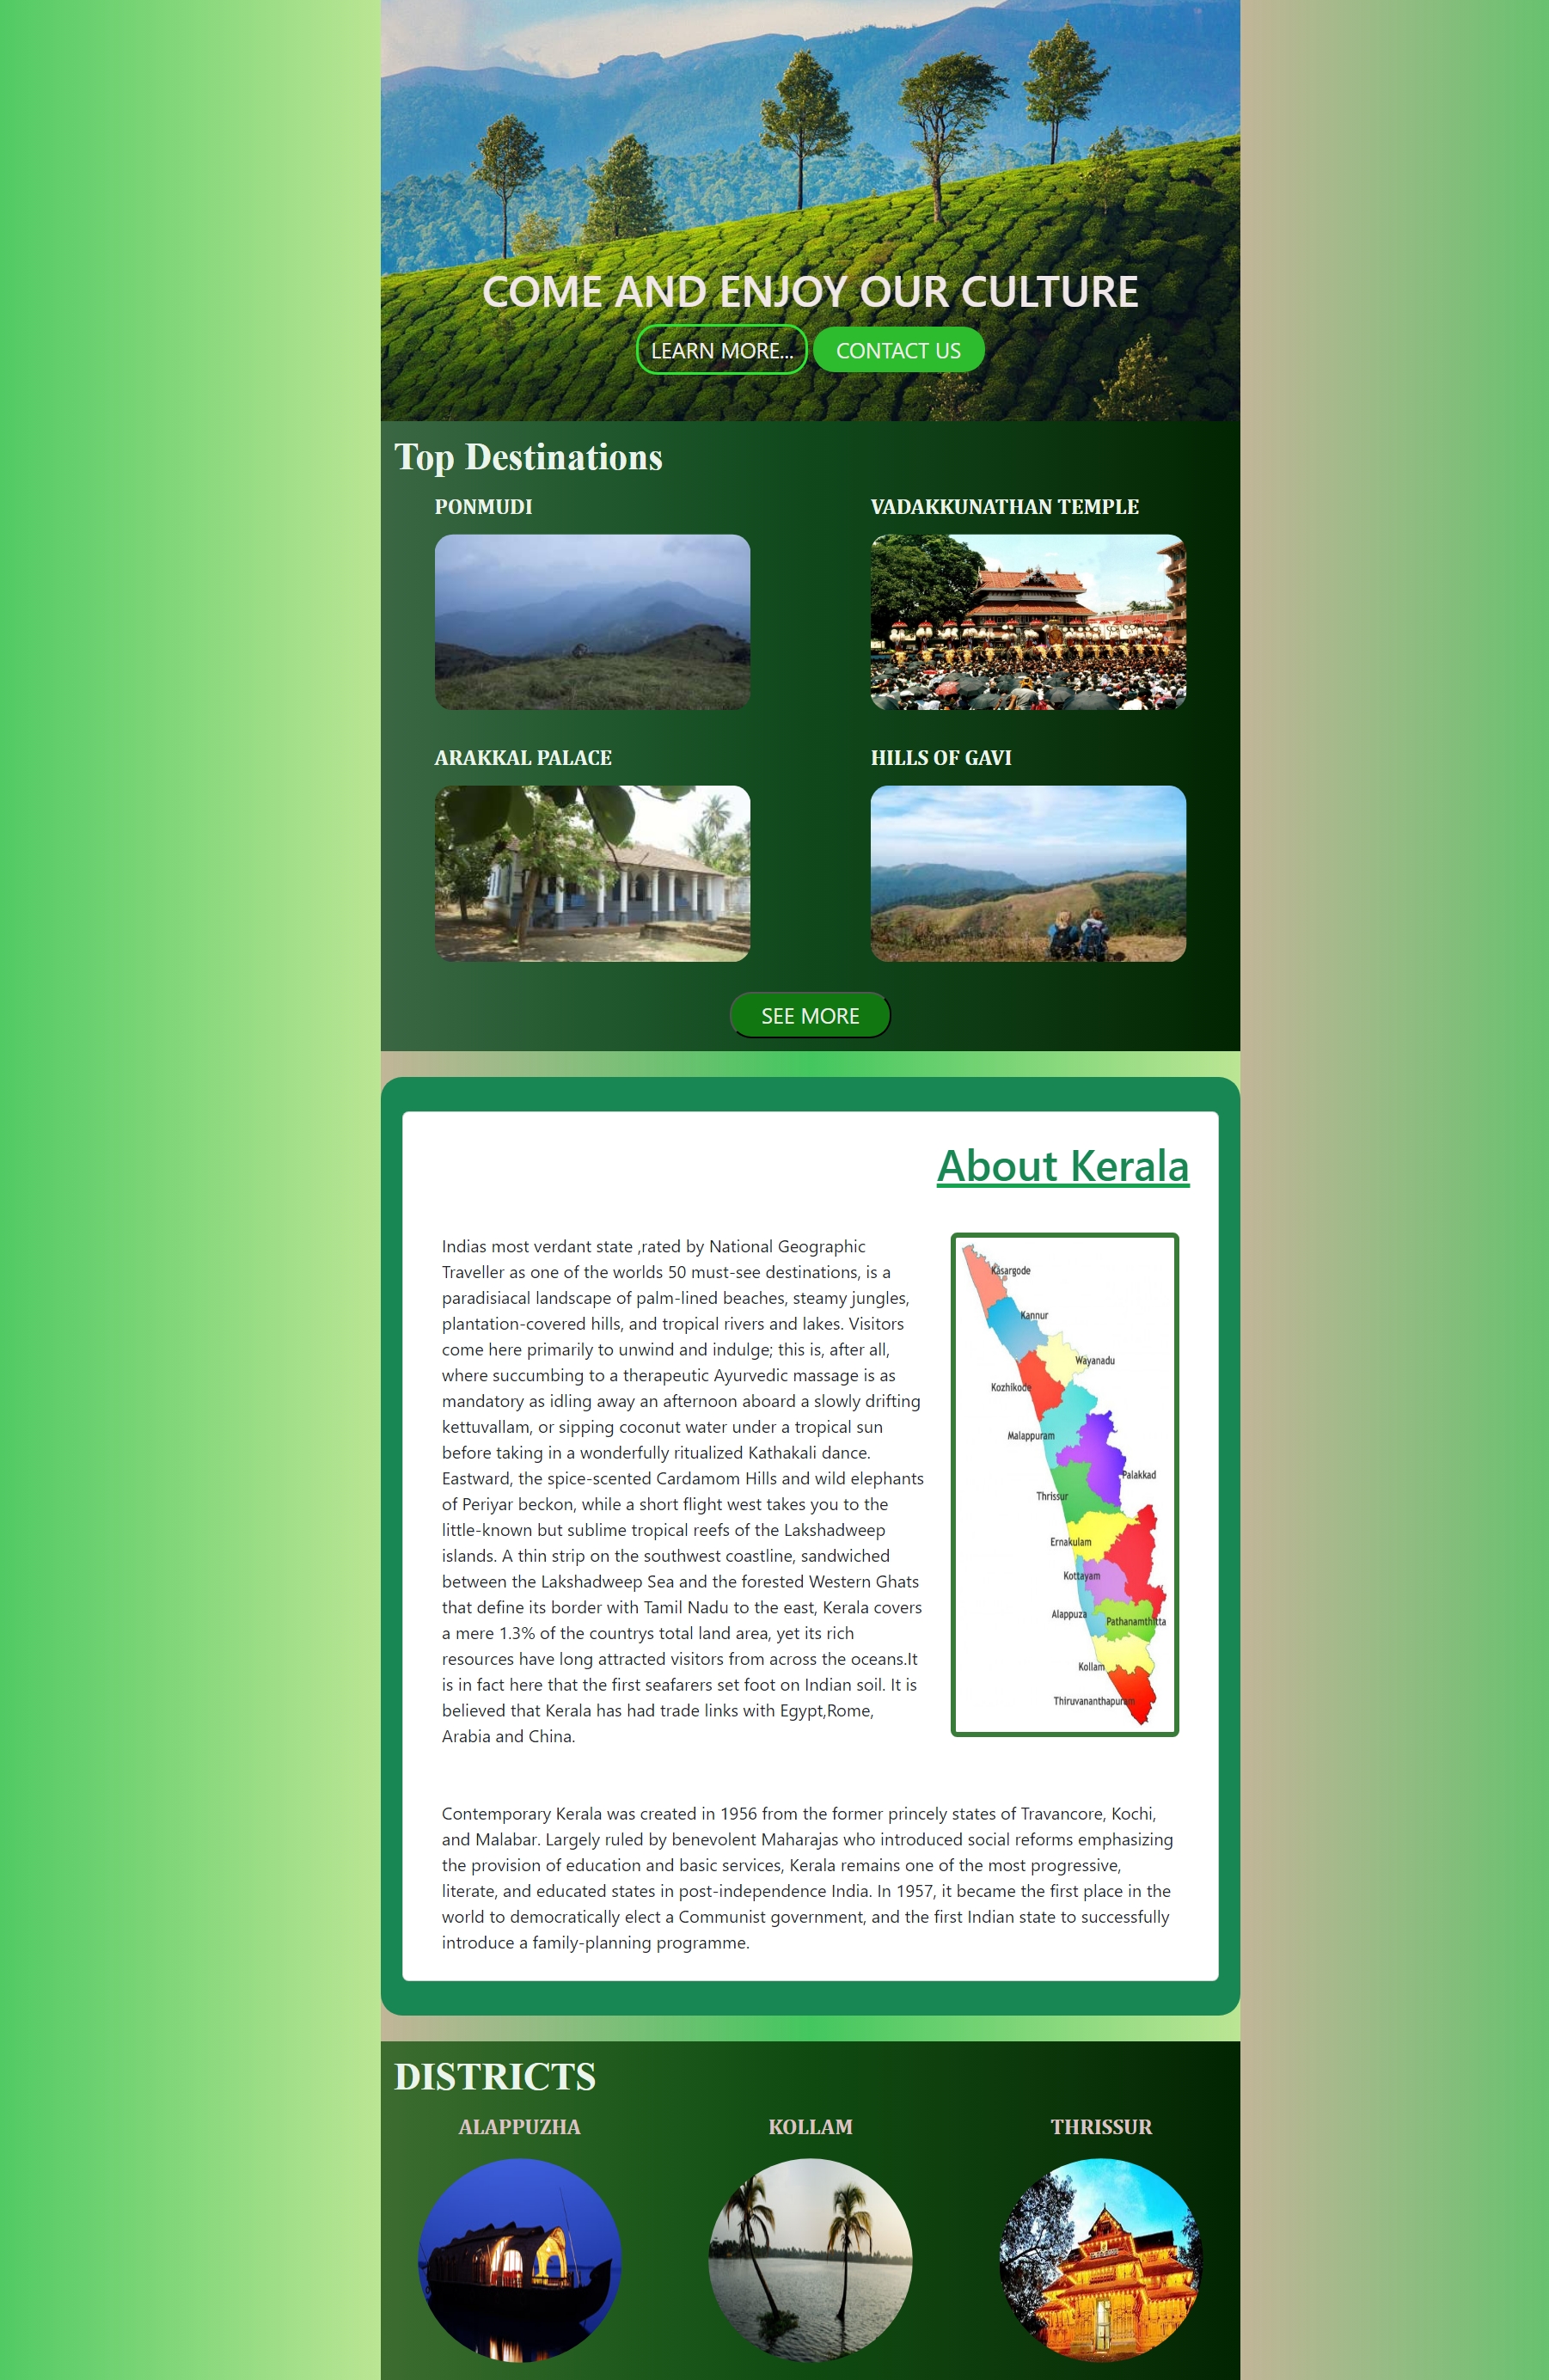 COME AND ENJOY OUR CULTURE
LEARN MORE...
CONTACT US
Top Destinations
PONMUDI
VADAKKUNATHAN TEMPLE
ARAKKAL PALACE
HILLS OF GAVI
SEE MORE
About Kerala
Indias most verdant state ,rated by National Geographic
Traveller as one of the worlds 50 must-see destinations, is a
paradisiacal landscape of palm-lined beaches, steamy jungles,
plantation-covered hills, and tropical rivers and lakes. Visitors
come here primarily to unwind and indulge; this is, after all,
where succumbing to a therapeutic Ayurvedic massage is as
mandatory as idling away an afternoon aboard a slowly drifting
kettuvallam, or sipping coconut water under a tropical sun
before taking in a wonderfully ritualized Kathakali dance.
Eastward, the spice-scented Cardamom Hills and wild elephants
of Periyar beckon, while a short flight west takes you to the
little-known but sublime tropical reefs of the Lakshadweep
islands. A thin strip on the southwest coastline, sandwiched
between the Lakshadweep Sea and the forested Western Ghats
that define its border with Tamil Nadu to the east, Kerala covers
a mere 1.3% of the countrys total land area, yet its rich
resources have long attracted visitors from across the oceans.It
is in fact here that the first seafarers set foot on Indian soil. It is
believed that Kerala has had trade links with Egypt,Rome,
Arabia and China.
Kasargode
Kannur
Wayanadu
Kozhikode
Malappuram
Palakkad
Thrissur
Ernakulam
Kottayam
Alappuza
Pathanamthitta
Kollam
Thiruvananthapuram
Contemporary Kerala was created in 1956 from the former princely states of Travancore, Kochi,
and Malabar. Largely ruled by benevolent Maharajas who introduced social reforms emphasizing
the provision of education and basic services, Kerala remains one of the most progressive,
literate, and educated states in post-independence India. In 1957, it became the first place in the
world to democratically elect a Communist government, and the first Indian state to successfully
introduce a family-planning programme.
DISTRICTS
ALAPPUZHA
KOLLAM
THRISSUR